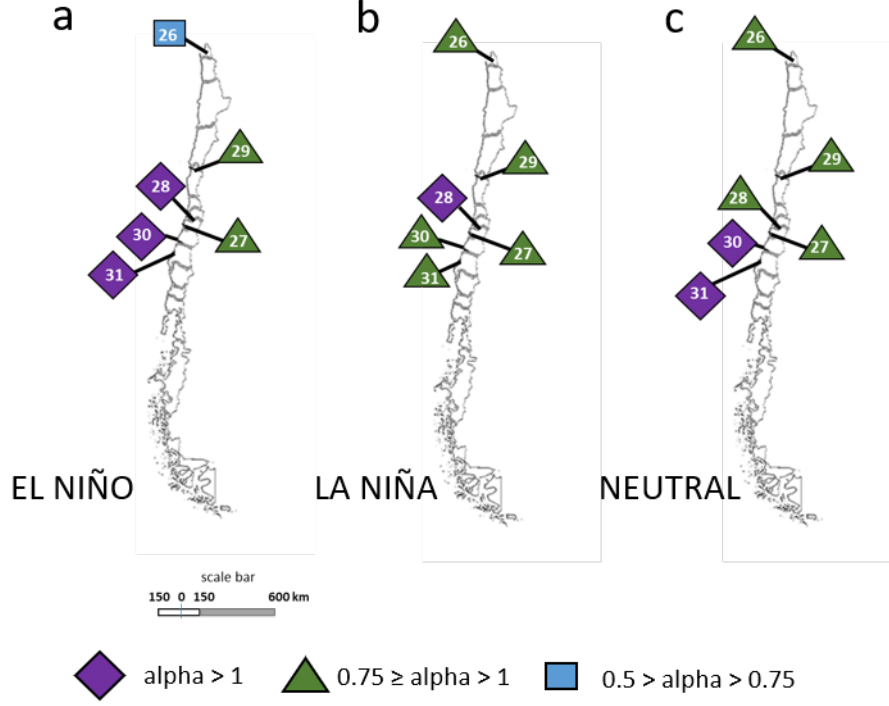 a
b
c
26
26
26
29
29
29
28
28
28
30
27
30
27
30
27
31
31
31
EL NIÑO
LA NIÑA
NEUTRAL
scale bar
150 0 150 600 km
alpha > 1
0.75 ≥ alpha > 1
0.5 > alpha > 0.75